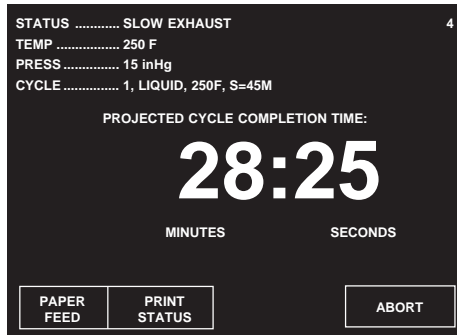 STATUS ............ SLOW EXHAUST 4
TEMP ................. 250 F
PRESS ............... 15 inHg
CYCLE ............... 1, LIQUID, 250F, S=45M
PROJECTED CYCLE COMPLETION TIME:
28:25
MINUTES SECONDS
PAPER FEED
PRINT STATUS
ABORT